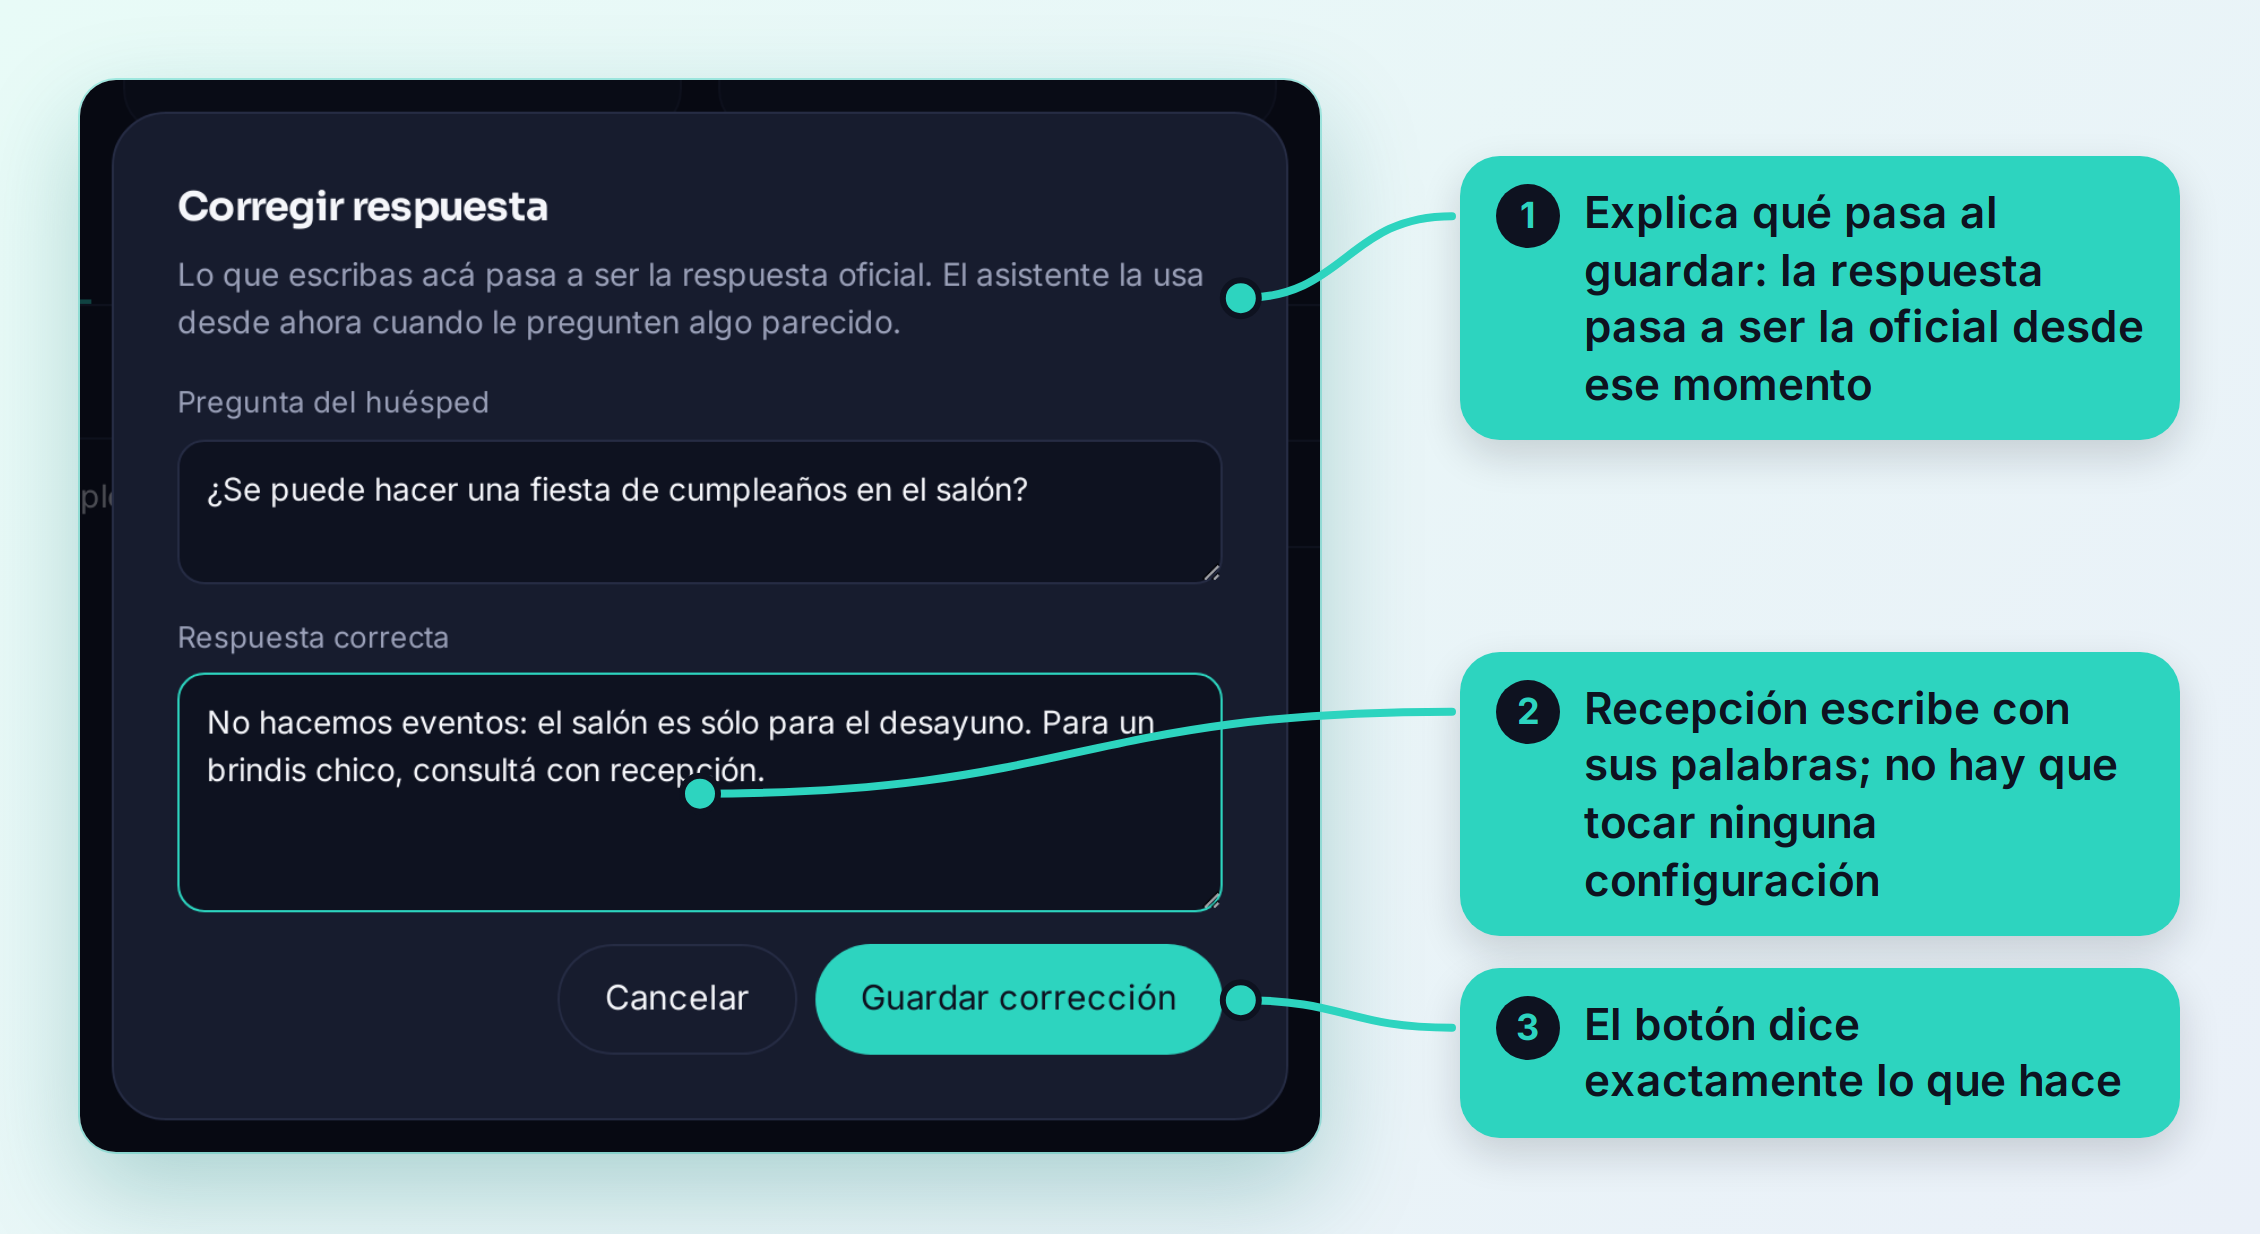 Corregir respuesta
Lo que escribas acá pasa a ser la respuesta oficial. El asistente la usa
desde ahora cuando le pregunten algo parecido.
Pregunta del huésped
¿Se puede hacer una fiesta de cumpleaños en el salón?
Respuesta correcta
No hacemos eventos: el salón es sólo para el desayuno. Para un
brindis chico, consultá con recepción.
Cancelar
Guardar corrección
1
Explica qué pasa al
guardar: la respuesta
pasa a ser la oficial desde
ese momento
2
Recepción escribe con
sus palabras; no hay que
tocar ninguna
configuración
3
El botón dice
exactamente lo que hace